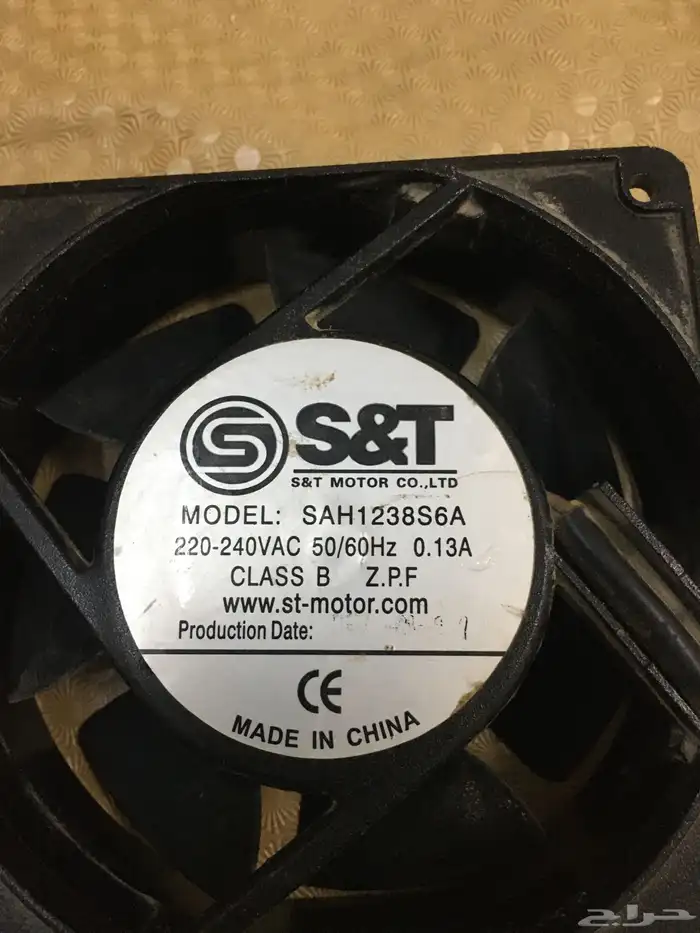 S&T
S&T MOTOR CO.,LTD
MODEL: SAH1238S6A
220-240VAC 50/60Hz 0.13A
CLASS B Z.P.F
www.st-motor.com
Production Date:
CE
MADE IN CHINA
حراج